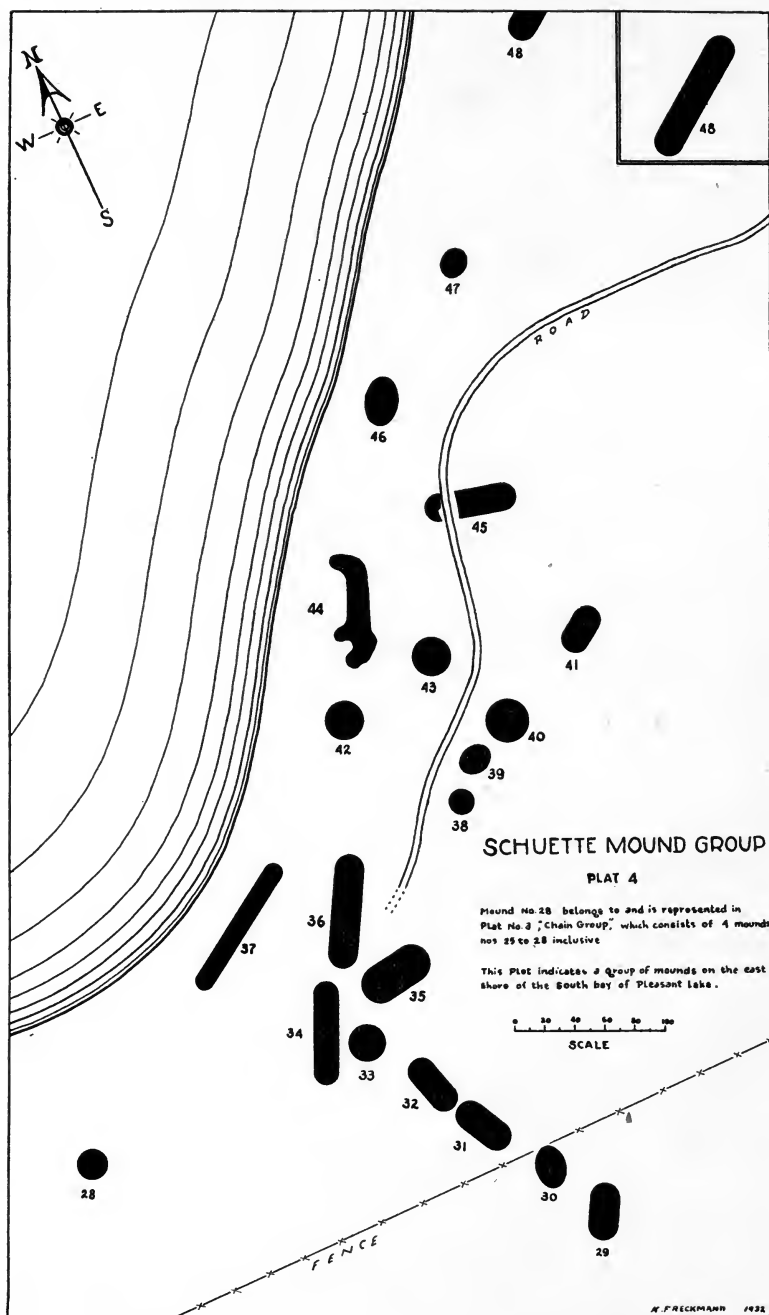 48
48
N
E
W
S
47
ROAD
46
45
44
41
43
42
40
39
38
SCHUETTE MOUND GROUP
PLAT 4
Mound No. 28 belongs to and is represented in
Plat No. 3, "Chain Group," which consists of 4 mounds
nos 25 to 28 inclusive
This Plot indicates a group of mounds on the east
shore of the South bay of Pleasant Lake.
0 20 40 60 80 100
SCALE
36
37
35
34
33
32
31
28
30
29
FENCE
K. FRECKMANN 1932